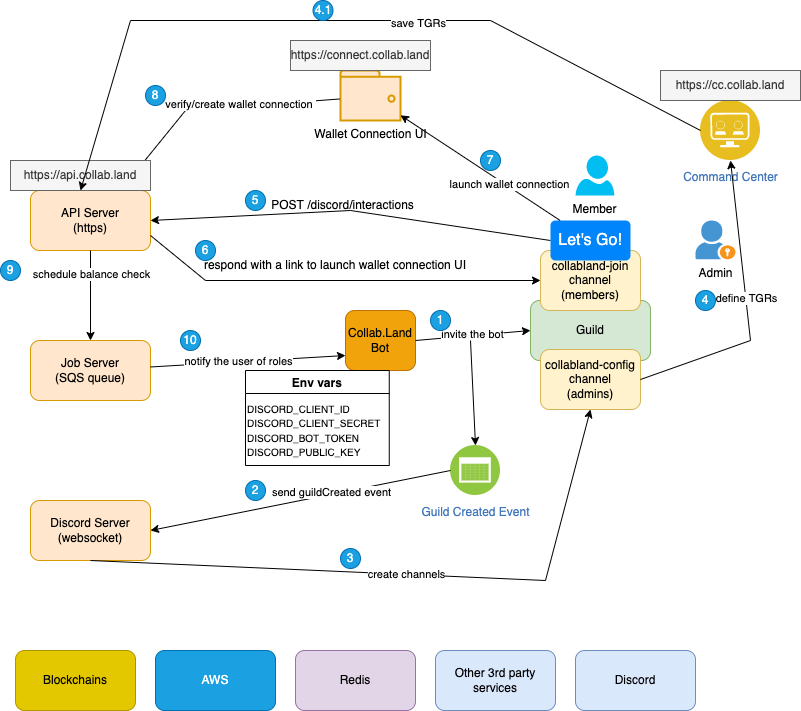 4.1
save TGRs
https://connect.collab.land
https://cc.collab.land
8
verify/create wallet connection
Wallet Connection UI
Command Center
7
launch wallet connection
https://api.collab.land
API Server
(https)
5
POST /discord/interactions
Member
Let's Go!
6
respond with a link to launch wallet connection UI
collabland-join
channel
(members)
Admin
9
schedule balance check
4
define TGRs
10
notify the user of roles
Job Server
(SQS queue)
Collab.Land
Bot
1
invite the bot
Guild
collabland-config
channel
(admins)
Env vars
DISCORD_CLIENT_ID
DISCORD_CLIENT_SECRET
DISCORD_BOT_TOKEN
DISCORD_PUBLIC_KEY
2
send guildCreated event
Guild Created Event
Discord Server
(websocket)
3
create channels
Blockchains
AWS
Redis
Other 3rd party
services
Discord